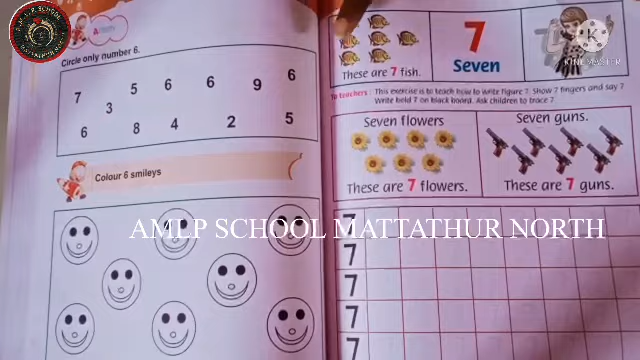 AMLP SCHOOL
MATTATHUR
Circle only number 6.
7 3 5 6 6 9 6
6 8 4 2 5
Colour 6 smileys
These are 7 fish.
7
Seven
KINEMASTER
To teachers : This exercise is to teach how to write figure 7. Show 7 fingers and say 7.
Write bold 7 on black board. Ask children to trace 7.
Seven flowers
These are 7 flowers.
Seven guns.
These are 7 guns.
AMLP SCHOOL MATTATHUR NORTH
7
7
7
7
7